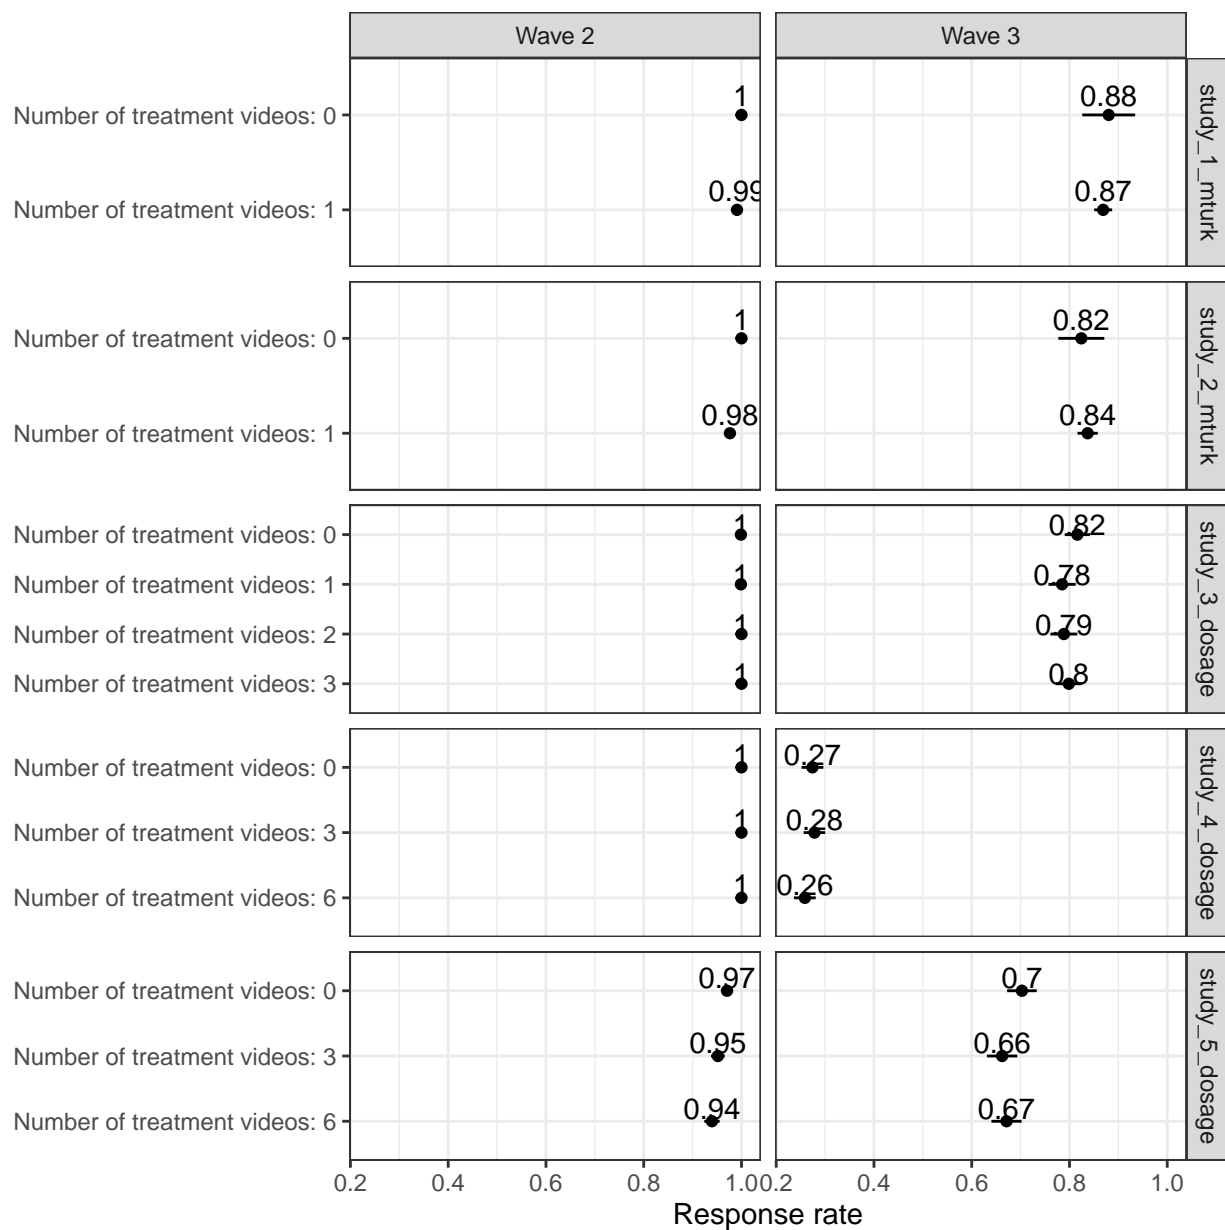 Wave 2
Wave 3
Number of treatment videos: 0
1
0.88
Number of treatment videos: 1
0.99
0.87
study_1_mturk
Number of treatment videos: 0
1
0.82
Number of treatment videos: 1
0.98
0.84
study_2_mturk
Number of treatment videos: 0
1
0.82
Number of treatment videos: 1
1
0.78
Number of treatment videos: 2
1
0.79
Number of treatment videos: 3
1
0.8
study_3_dosage
Number of treatment videos: 0
1
0.27
Number of treatment videos: 3
1
0.28
Number of treatment videos: 6
1
0.26
study_4_dosage
Number of treatment videos: 0
0.97
0.7
Number of treatment videos: 3
0.95
0.66
Number of treatment videos: 6
0.94
0.67
study_5_dosage
0.2 0.4 0.6 0.8 1.0
0.2 0.4 0.6 0.8 1.0
Response rate